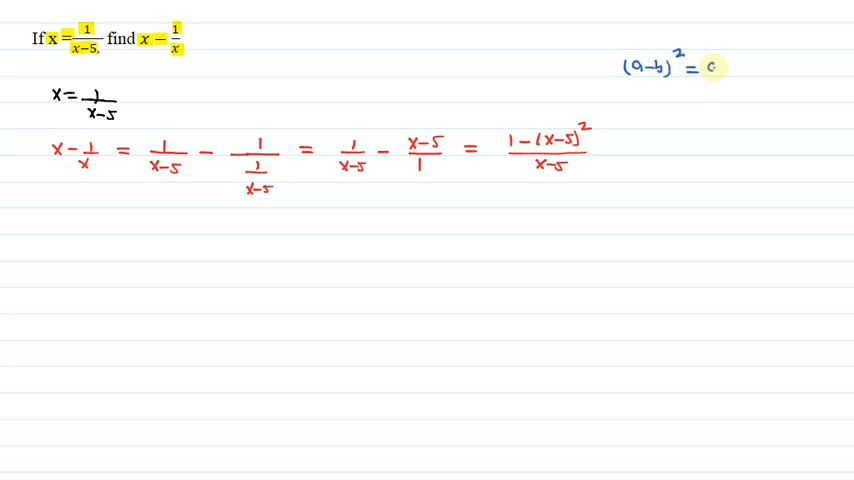 If x = 1/(x−5), find x − 1/x
(a-b)² = a
x = 1/(x-5)
x - 1/x = 1/(x-5) - 1/(1/(x-5)) = 1/(x-5) - (x-5)/1 = (1-(x-5)²)/(x-5)